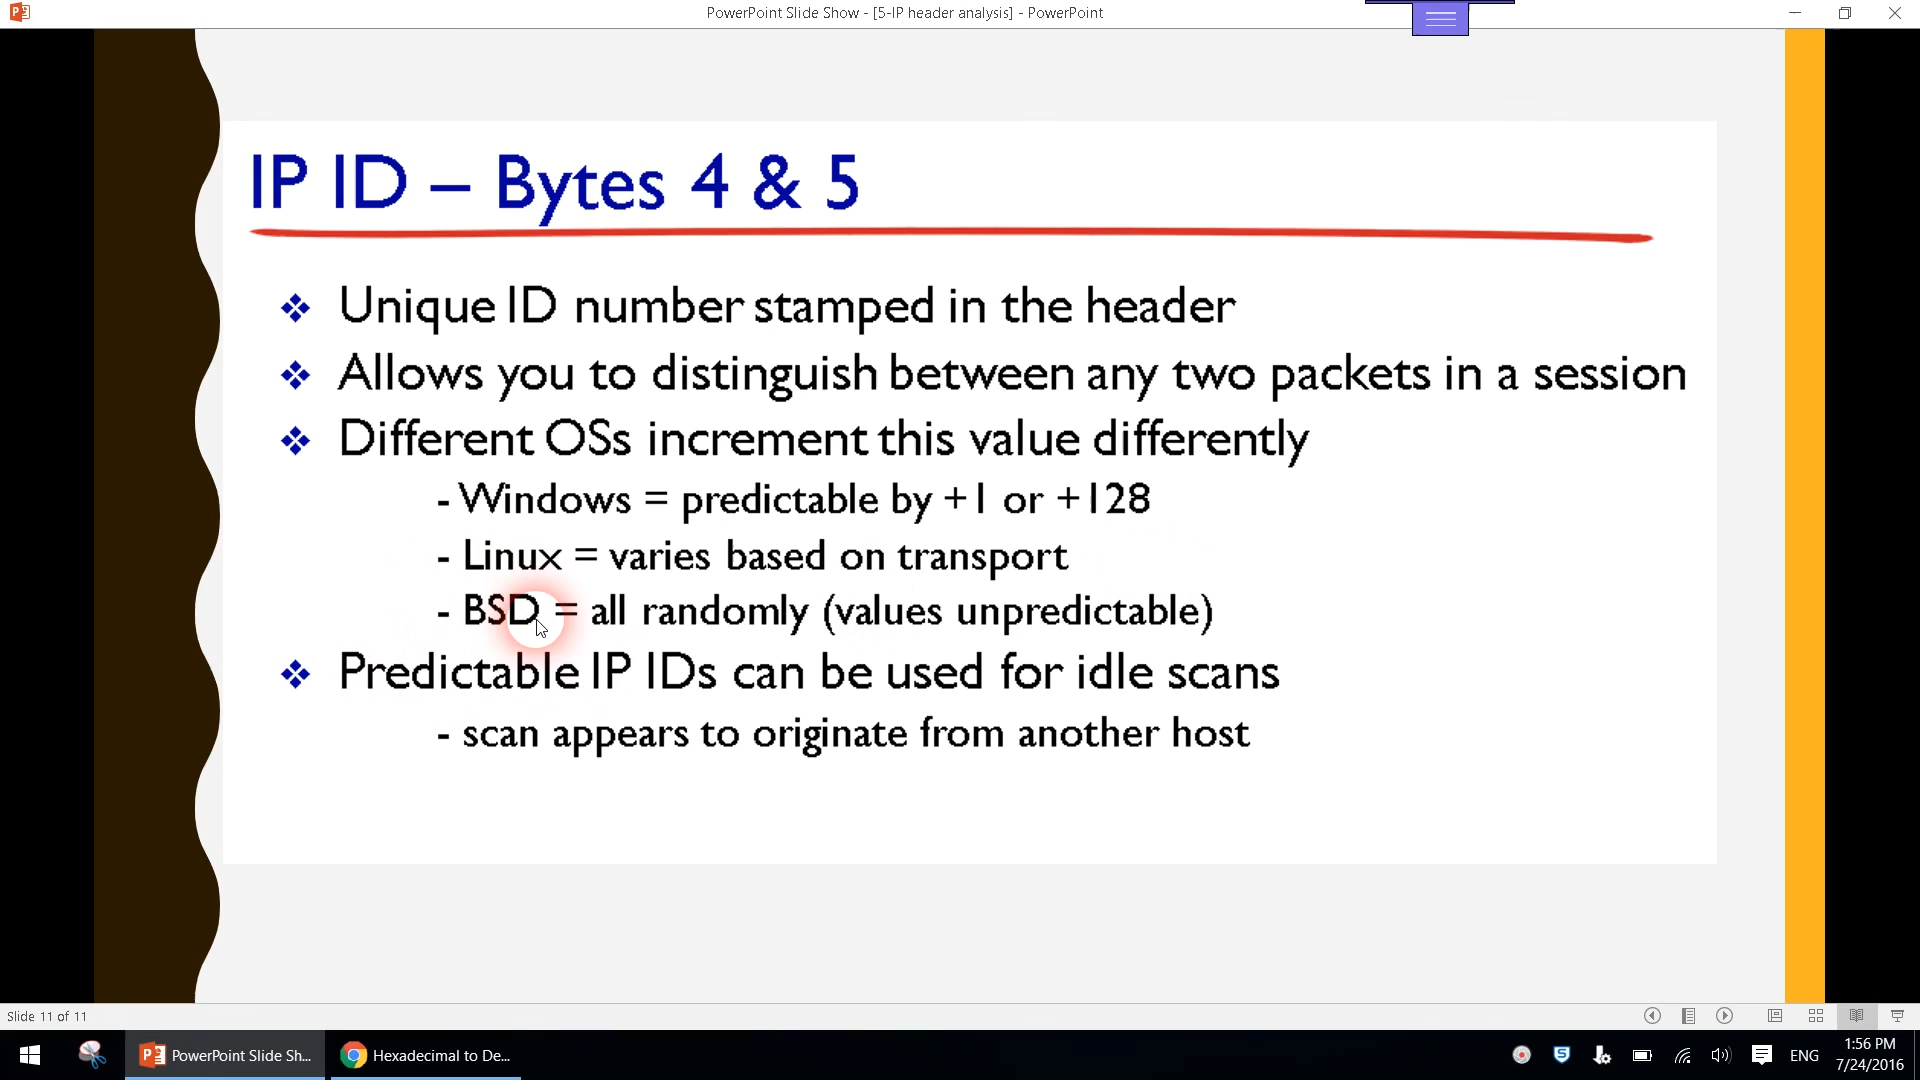 PowerPoint Slide Show - [5-IP header analysis] - PowerPoint
IP ID – Bytes 4 & 5
Unique ID number stamped in the header
Allows you to distinguish between any two packets in a session
Different OSs increment this value differently
- Windows = predictable by +1 or +128
- Linux = varies based on transport
- BSD = all randomly (values unpredictable)
Predictable IP IDs can be used for idle scans
- scan appears to originate from another host
Slide 11 of 11
PowerPoint Slide Sh...
Hexadecimal to De...
ENG
1:56 PM
7/24/2016